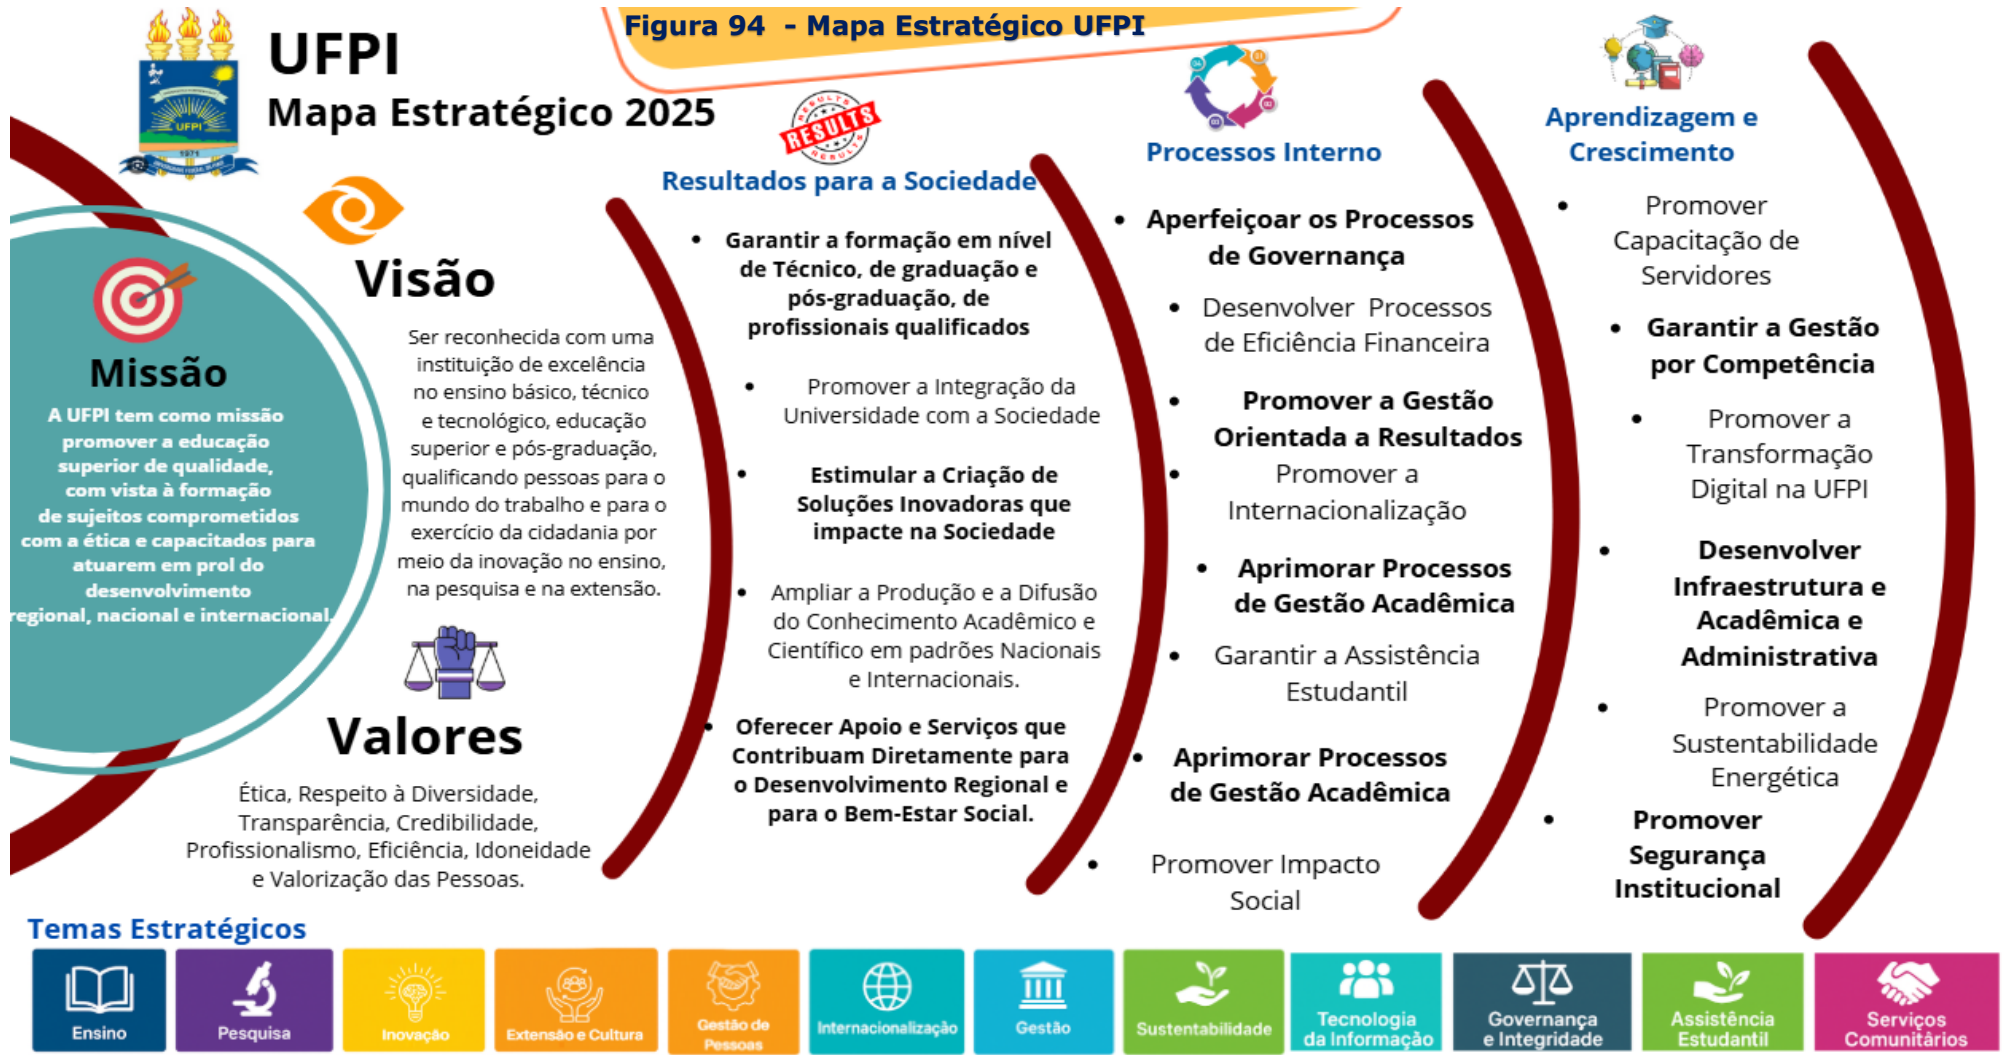 Figura 94 - Mapa Estratégico UFPI
UFPI
Mapa Estratégico 2025
UFPI
1971
Missão
A UFPI tem como missão
promover a educação
superior de qualidade,
com vista à formação
de sujeitos comprometidos
com a ética e capacitados para
atuarem em prol do
desenvolvimento
regional, nacional e internacional.
Visão
Ser reconhecida com uma
instituição de excelência
no ensino básico, técnico
e tecnológico, educação
superior e pós-graduação,
qualificando pessoas para o
mundo do trabalho e para o
exercício da cidadania por
meio da inovação no ensino,
na pesquisa e na extensão.
Valores
Ética, Respeito à Diversidade,
Transparência, Credibilidade,
Profissionalismo, Eficiência, Idoneidade
e Valorização das Pessoas.
RESULTS
RESULTS
RESULTS
Resultados para a Sociedade
• Garantir a formação em nível
de Técnico, de graduação e
pós-graduação, de
profissionais qualificados
• Promover a Integração da
Universidade com a Sociedade
• Estimular a Criação de
Soluções Inovadoras que
impacte na Sociedade
• Ampliar a Produção e a Difusão
do Conhecimento Acadêmico e
Científico em padrões Nacionais
e Internacionais.
• Oferecer Apoio e Serviços que
Contribuam Diretamente para
o Desenvolvimento Regional e
para o Bem-Estar Social.
Processos Interno
• Aperfeiçoar os Processos
de Governança
• Desenvolver Processos
de Eficiência Financeira
• Promover a Gestão
Orientada a Resultados
• Promover a
Internacionalização
• Aprimorar Processos
de Gestão Acadêmica
• Garantir a Assistência
Estudantil
• Aprimorar Processos
de Gestão Acadêmica
• Promover Impacto
Social
Aprendizagem e
Crescimento
• Promover
Capacitação de
Servidores
• Garantir a Gestão
por Competência
• Promover a
Transformação
Digital na UFPI
• Desenvolver
Infraestrutura e
Acadêmica e
Administrativa
• Promover a
Sustentabilidade
Energética
• Promover
Segurança
Institucional
Temas Estratégicos
Ensino
Pesquisa
Inovação
Extensão e Cultura
Gestão de
Pessoas
Internacionalização
Gestão
Sustentabilidade
Tecnologia
da Informação
Governança
e Integridade
Assistência
Estudantil
Serviços
Comunitários